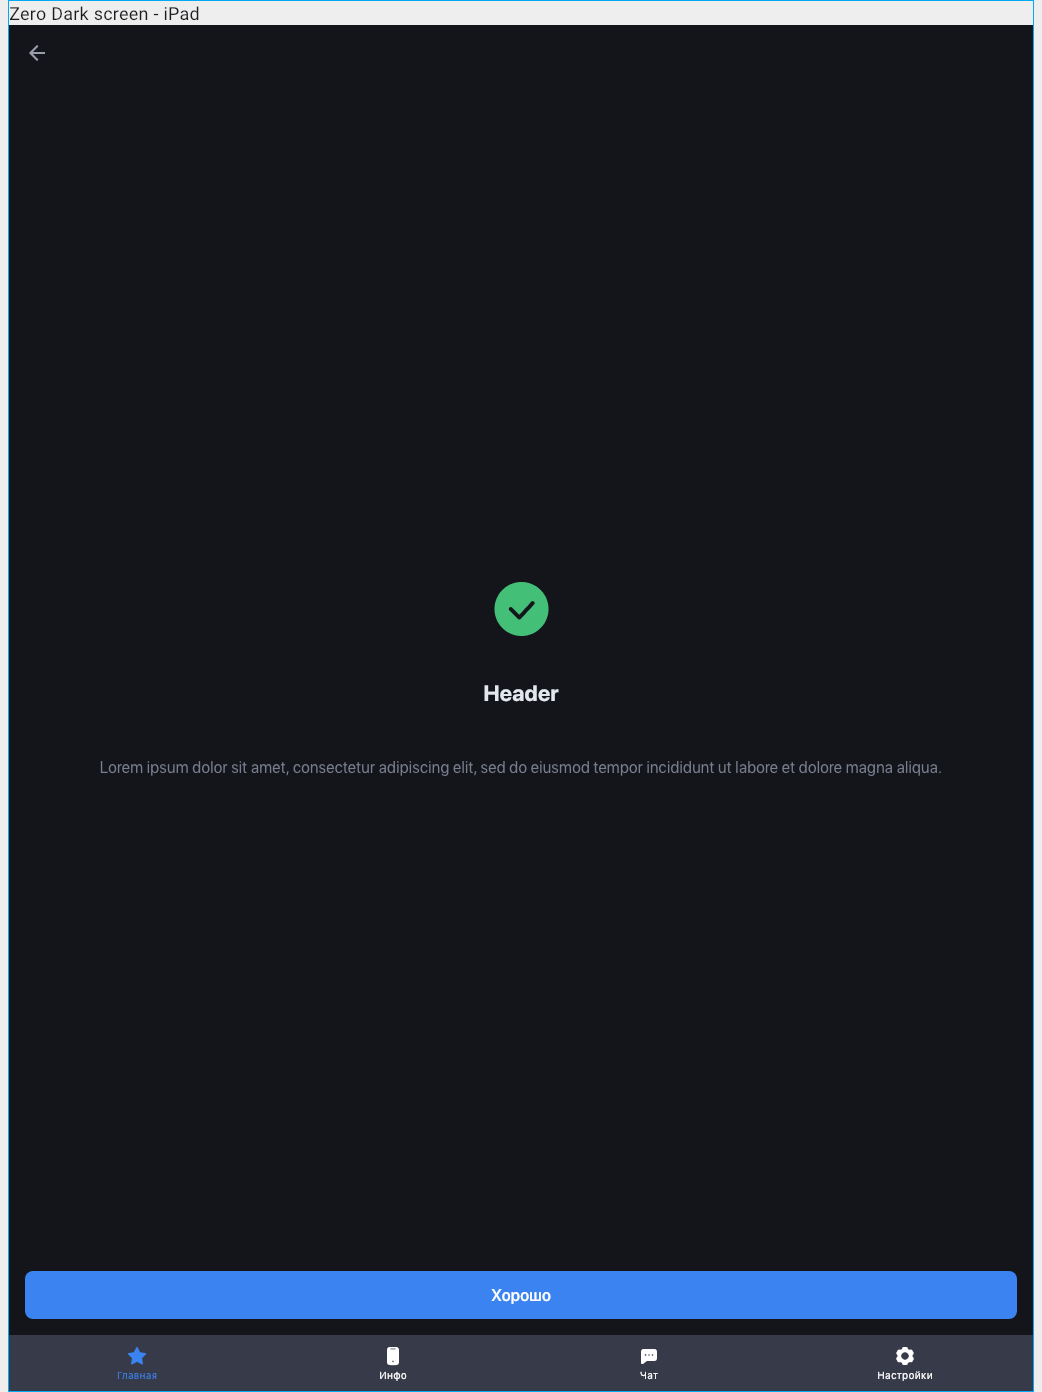 Zero Dark screen - iPad
Header
Lorem ipsum dolor sit amet, consectetur adipiscing elit, sed do eiusmod tempor incididunt ut labore et dolore magna aliqua.
Хорошо
Главная
Инфо
Чат
Настройки